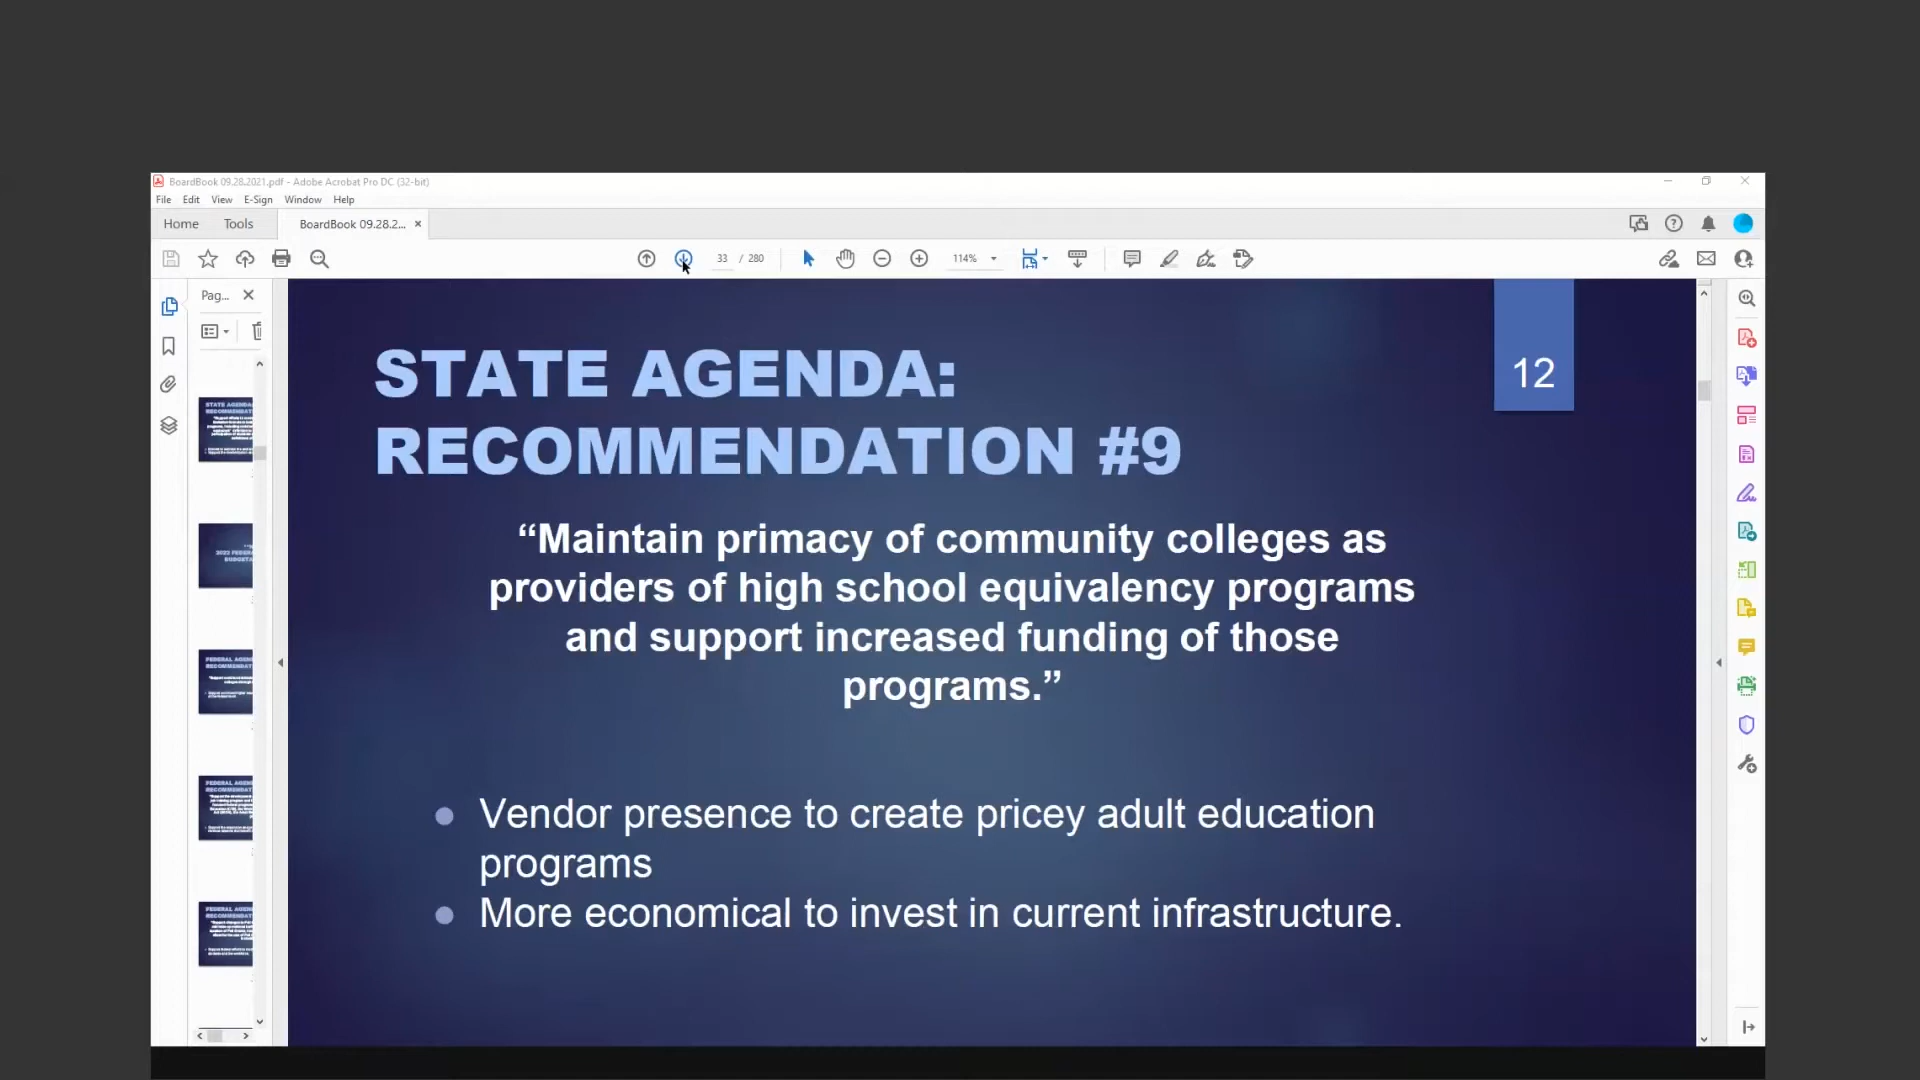 BoardBook 09.28.2021.pdf - Adobe Acrobat Pro DC (32-bit)
File Edit View E-Sign Window Help
Home Tools BoardBook 09.28.2... ×
33 / 280 114%
Pag...
12
STATE AGENDA:
RECOMMENDATION #9
“Maintain primacy of community colleges as
providers of high school equivalency programs
and support increased funding of those
programs.”
Vendor presence to create pricey adult education
programs
More economical to invest in current infrastructure.